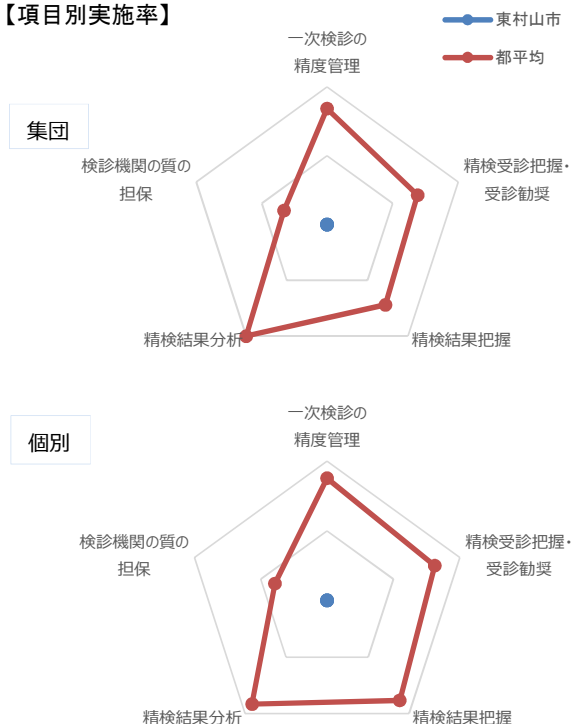 【項目別実施率】
東村山市
都平均
集団
一次検診の
精度管理
精検受診把握・
受診勧奨
精検結果把握
精検結果分析
検診機関の質の
担保
個別
一次検診の
精度管理
精検受診把握・
受診勧奨
精検結果把握
精検結果分析
検診機関の質の
担保